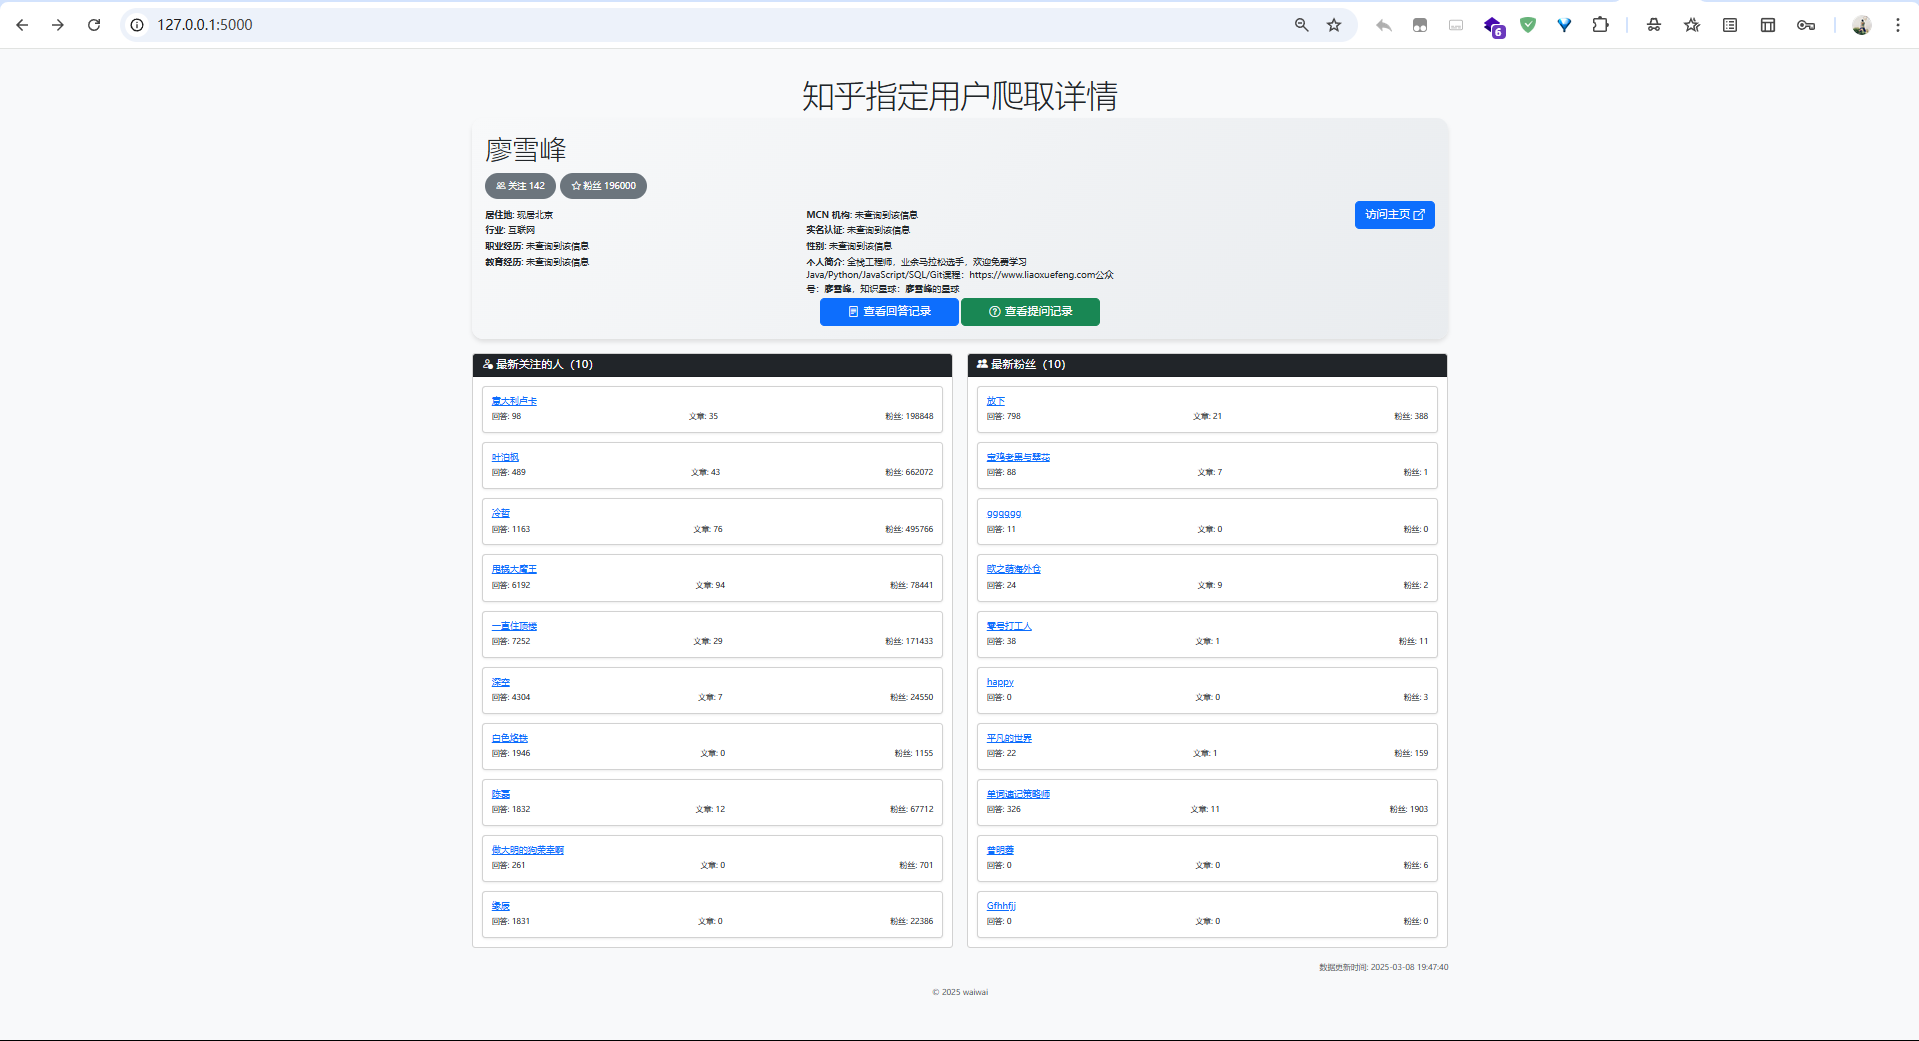 127.0.0.1:5000
6
知乎指定用户爬取详情
廖雪峰
关注 142
粉丝 196000
居住地: 现居北京
行业: 互联网
职业经历: 未查询到该信息
教育经历: 未查询到该信息
MCN 机构: 未查询到该信息
实名认证: 未查询到该信息
性别: 未查询到该信息
个人简介: 全栈工程师，业余马拉松选手，欢迎免费学习
Java/Python/JavaScript/SQL/Git课程：https://www.liaoxuefeng.com公众
号：廖雪峰，知识星球：廖雪峰的星球
访问主页
查看回答记录
查看提问记录
最新关注的人（10）
意大利卢卡
回答: 98 文章: 35 粉丝: 198848
叶泊枫
回答: 489 文章: 43 粉丝: 662072
冷哲
回答: 1163 文章: 76 粉丝: 495766
甩锅大魔王
回答: 6192 文章: 94 粉丝: 78441
一直住顶楼
回答: 7252 文章: 29 粉丝: 171433
深空
回答: 4304 文章: 7 粉丝: 24550
白色烙铁
回答: 1946 文章: 0 粉丝: 1155
陈磊
回答: 1832 文章: 12 粉丝: 67712
做大明的狗荣幸啊
回答: 261 文章: 0 粉丝: 701
缘辰
回答: 1831 文章: 0 粉丝: 22386
最新粉丝（10）
放下
回答: 798 文章: 21 粉丝: 388
宝鸡老黑与翠花
回答: 88 文章: 7 粉丝: 1
gggggg
回答: 11 文章: 0 粉丝: 0
欧之萌海外仓
回答: 24 文章: 9 粉丝: 2
零号打工人
回答: 38 文章: 1 粉丝: 11
happy
回答: 0 文章: 0 粉丝: 3
平凡的世界
回答: 22 文章: 1 粉丝: 159
单词速记策略师
回答: 326 文章: 11 粉丝: 1903
回答: 0 文章: 0 粉丝: 6
Gfhhfjj
回答: 0 文章: 0 粉丝: 0
数据更新时间: 2025-03-08 19:47:40
© 2025 waiwai